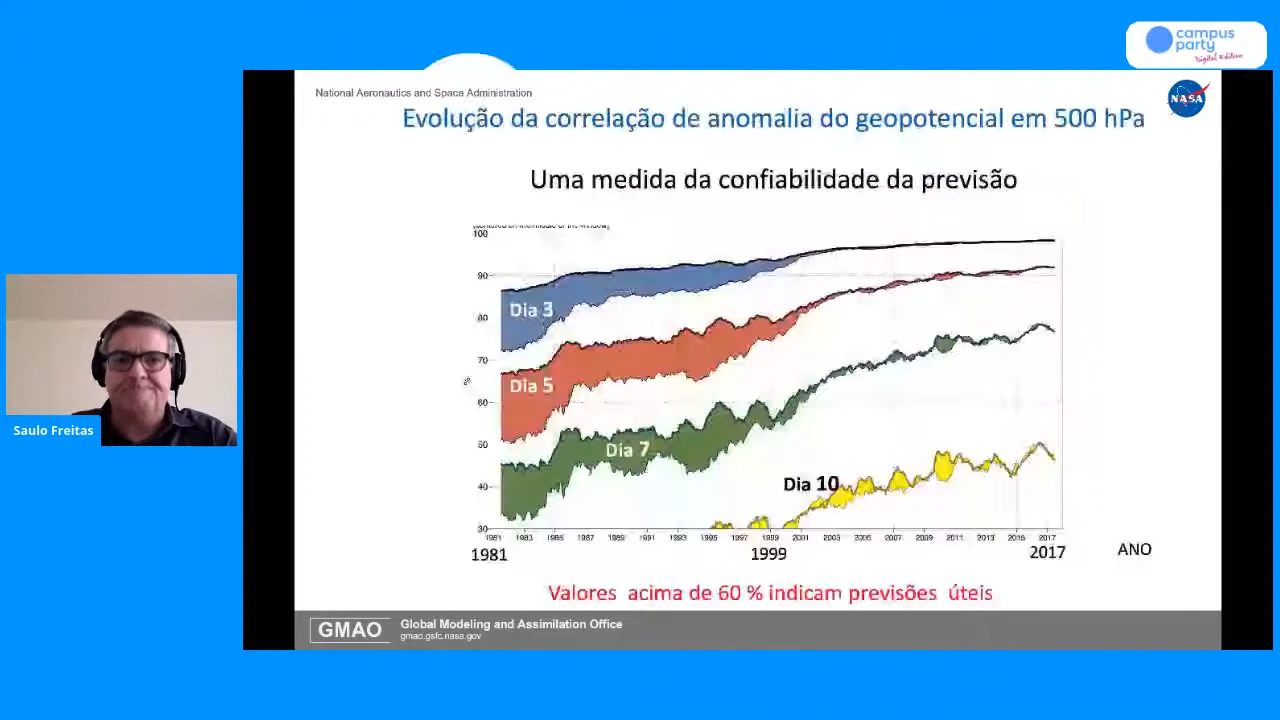 campus
party
Digital Edition
National Aeronautics and Space Administration
NASA
Evolução da correlação de anomalia do geopotencial em 500 hPa
Uma medida da confiabilidade da previsão
100
90
80
70
%
60
50
40
30
Dia 3
Dia 5
Dia 7
Dia 10
1981 1983 1985 1987 1989 1991 1993 1995 1997 1999 2001 2003 2005 2007 2009 2011 2013 2015 2017
1981 1999 2017 ANO
Valores acima de 60 % indicam previsões úteis
GMAO Global Modeling and Assimilation Office
gmao.gsfc.nasa.gov
Saulo Freitas